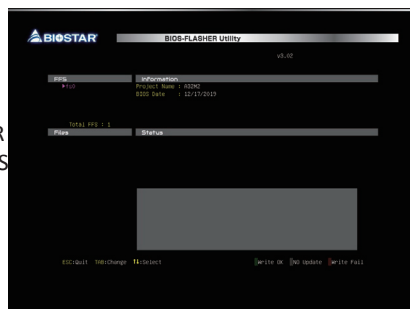 BIOSTAR
BIOS-FLASHER Utility
V3.02
FFS
Information
fs0
Project Name : A32M2
BIOS Date : 12/17/2019
Total FFS : 1
Files
Status
R
S
ESC:Quit TAB:Change ↑↓:Select
Write OK NO Update Write Fail